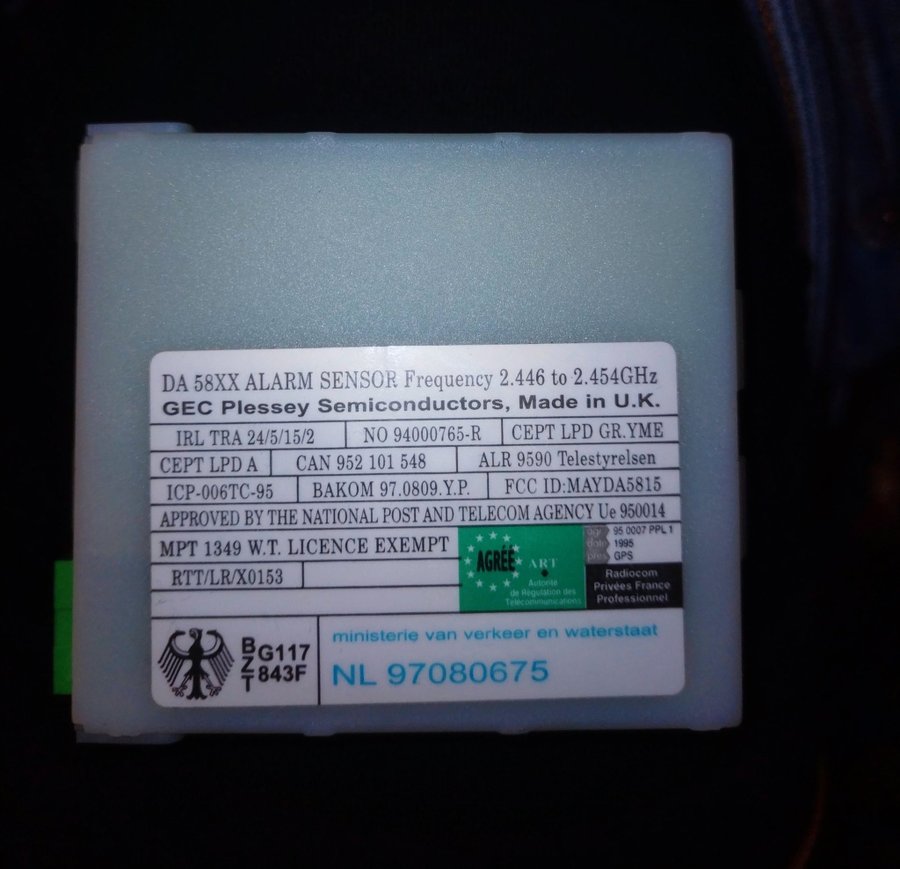 DA 58XX ALARM SENSOR Frequency 2.446 to 2.454GHz
GEC Plessey Semiconductors, Made in U.K.
IRL TRA 24/5/15/2 NO 94000765-R CEPT LPD GR.YME
CEPT LPD A CAN 952 101 548 ALR 9590 Telestyrelsen
ICP-006TC-95 BAKOM 97.0809.Y.P. FCC ID:MAYDA5815
APPROVED BY THE NATIONAL POST AND TELECOM AGENCY Ue 950014
MPT 1349 W.T. LICENCE EXEMPT
RTT/LR/X0153
AGRÉÉ ART
Autorité
de Régulation des
Télécommunications
agr 95 0007 PPL 1
date 1995
GPS
Radiocom
Privées France
Professionnel
BZT G117
843F
ministerie van verkeer en waterstaat
NL 97080675